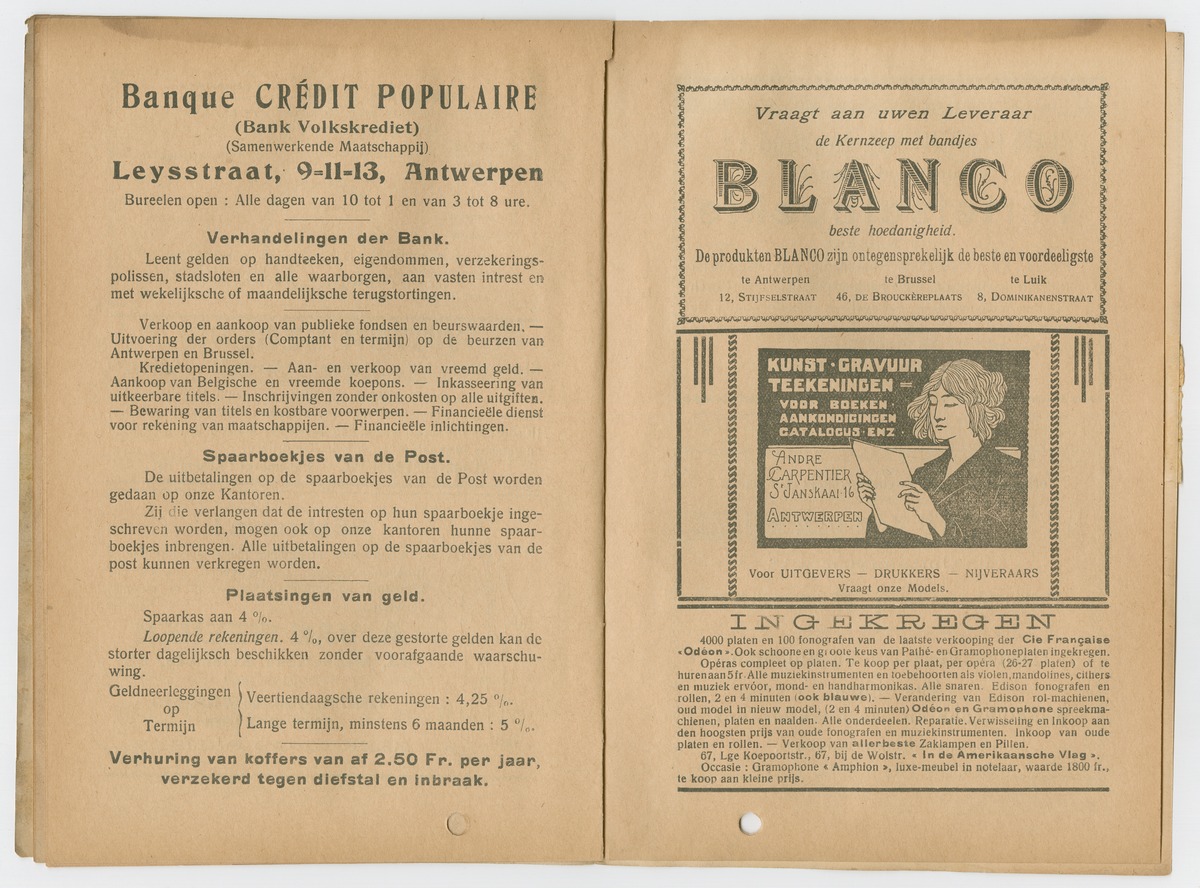 Banque CRÉDIT POPULAIRE
(Bank Volkskrediet)
(Samenwerkende Maatschappij)
Leysstraat, 9=11=13, Antwerpen
Bureelen open : Alle dagen van 10 tot 1 en van 3 tot 8 ure.
Verhandelingen der Bank.
Leent gelden op handteeken, eigendommen, verzekerings-
polissen, stadsloten en alle waarborgen, aan vasten intrest en
met wekelijksche of maandelijksche terugstortingen.
Verkoop en aankoop van publieke fondsen en beurswaarden. —
Uitvoering der orders (Comptant en termijn) op de beurzen van
Antwerpen en Brussel.
Kredietopeningen. — Aan- en verkoop van vreemd geld. —
Aankoop van Belgische en vreemde koepons. — Inkasseering van
uitkeerbare titels. — Inschrijvingen zonder onkosten op alle uitgiften.
— Bewaring van titels en kostbare voorwerpen. — Financieële dienst
voor rekening van maatschappijen. — Financieële inlichtingen.
Spaarboekjes van de Post.
De uitbetalingen op de spaarboekjes van de Post worden
gedaan op onze Kantoren.
Zij die verlangen dat de intresten op hun spaarboekje inge-
schreven worden, mogen ook op onze kantoren hunne spaar-
boekjes inbrengen. Alle uitbetalingen op de spaarboekjes van de
post kunnen verkregen worden.
Plaatsingen van geld.
Spaarkas aan 4 %.
Loopende rekeningen. 4 %, over deze gestorte gelden kan de
storter dagelijksch beschikken zonder voorafgaande waarschu-
wing.
Geldneerleggingen
op
Termijn
Veertiendaagsche rekeningen : 4,25 %.
Lange termijn, minstens 6 maanden : 5 %.
Verhuring van koffers van af 2.50 Fr. per jaar,
verzekerd tegen diefstal en inbraak.
Vraagt aan uwen Leveraar
de Kernzeep met bandjes
BLANCO
beste hoedanigheid.
De produkten BLANCO zijn ontegensprekelijk de beste en voordeeligste
te Antwerpen te Brussel te Luik
12, Stijfselstraat 46, de Brouckèreplaats 8, Dominikanenstraat
KUNST·GRAVUUR
TEEKENINGEN =
VOOR BOEKEN·
AANKONDIGINGEN
CATALOGUS·ENZ·
ANDRE
CARPENTIER
St JANSKAAI·16
ANTWERPEN
Voor UITGEVERS — DRUKKERS — NIJVERAARS
Vraagt onze Models.
INGEKREGEN
4000 platen en 100 fonografen van de laatste verkooping der Cie Française
«Odéon». Ook schoone en groote keus van Pathé- en Gramophoneplaten ingekregen.
Opéras compleet op platen. Te koop per plaat, per opéra (26-27 platen) of te
huren aan 5 fr. Alle muziekinstrumenten en toebehoorten als violen, mandolines, cithers
en muziek ervóor, mond- en handharmonikas. Alle snaren. Edison fonografen en
rollen, 2 en 4 minuten (ook blauwe). — Verandering van Edison rol-machienen,
oud model in nieuw model, (2 en 4 minuten) Odéon en Gramophone spreekma-
chienen, platen en naalden. Alle onderdeelen. Reparatie. Verwisseling en Inkoop aan
den hoogsten prijs van oude fonografen en muziekinstrumenten. Inkoop van oude
platen en rollen. — Verkoop van allerbeste Zaklampen en Pillen.
67, Lge Koepoortstr., 67, bij de Wolstr. « In de Amerikaansche Vlag ».
Occasie : Gramophone « Amphion », luxe-meubel in notelaar, waarde 1800 fr.,
te koop aan kleine prijs.